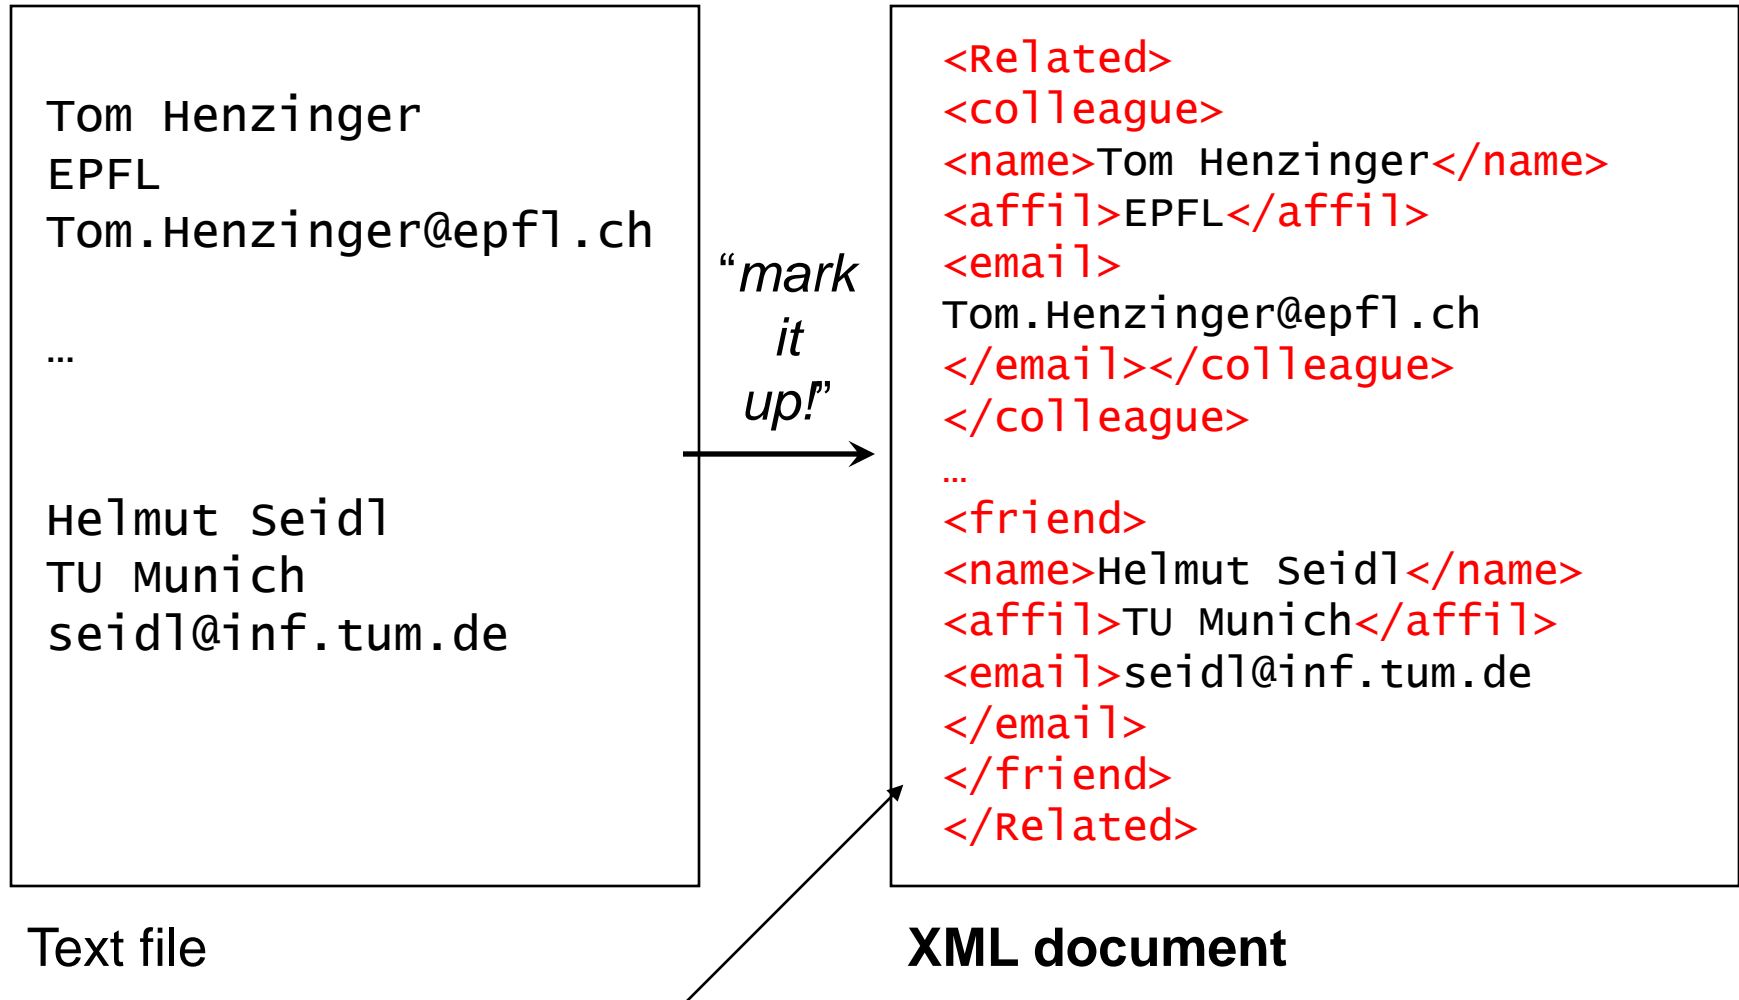 Tom Henzinger
EPFL
Tom.Henzinger@epfl.ch
…
Helmut Seidl
TU Munich
seidl@inf.tum.de
Text file
“mark
it
up!”
<Related>
<colleague>
<name>Tom Henzinger</name>
<affil>EPFL</affil>
<email>
Tom.Henzinger@epfl.ch
</email></colleague>
</colleague>
…
<friend>
<name>Helmut Seidl</name>
<affil>TU Munich</affil>
<email>seidl@inf.tum.de
</email>
</friend>
</Related>
XML document